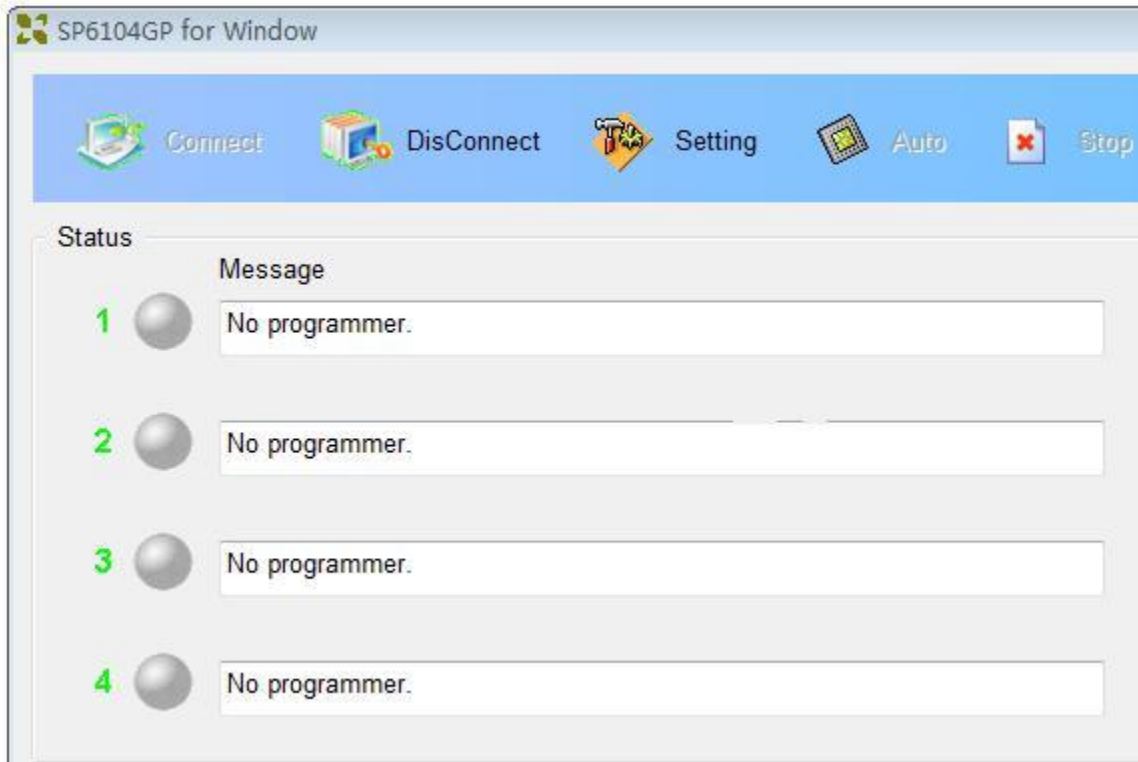 SP6104GP for Window
Connect DisConnect Setting Auto Stop
Status
Message
1 No programmer.
2 No programmer.
3 No programmer.
4 No programmer.